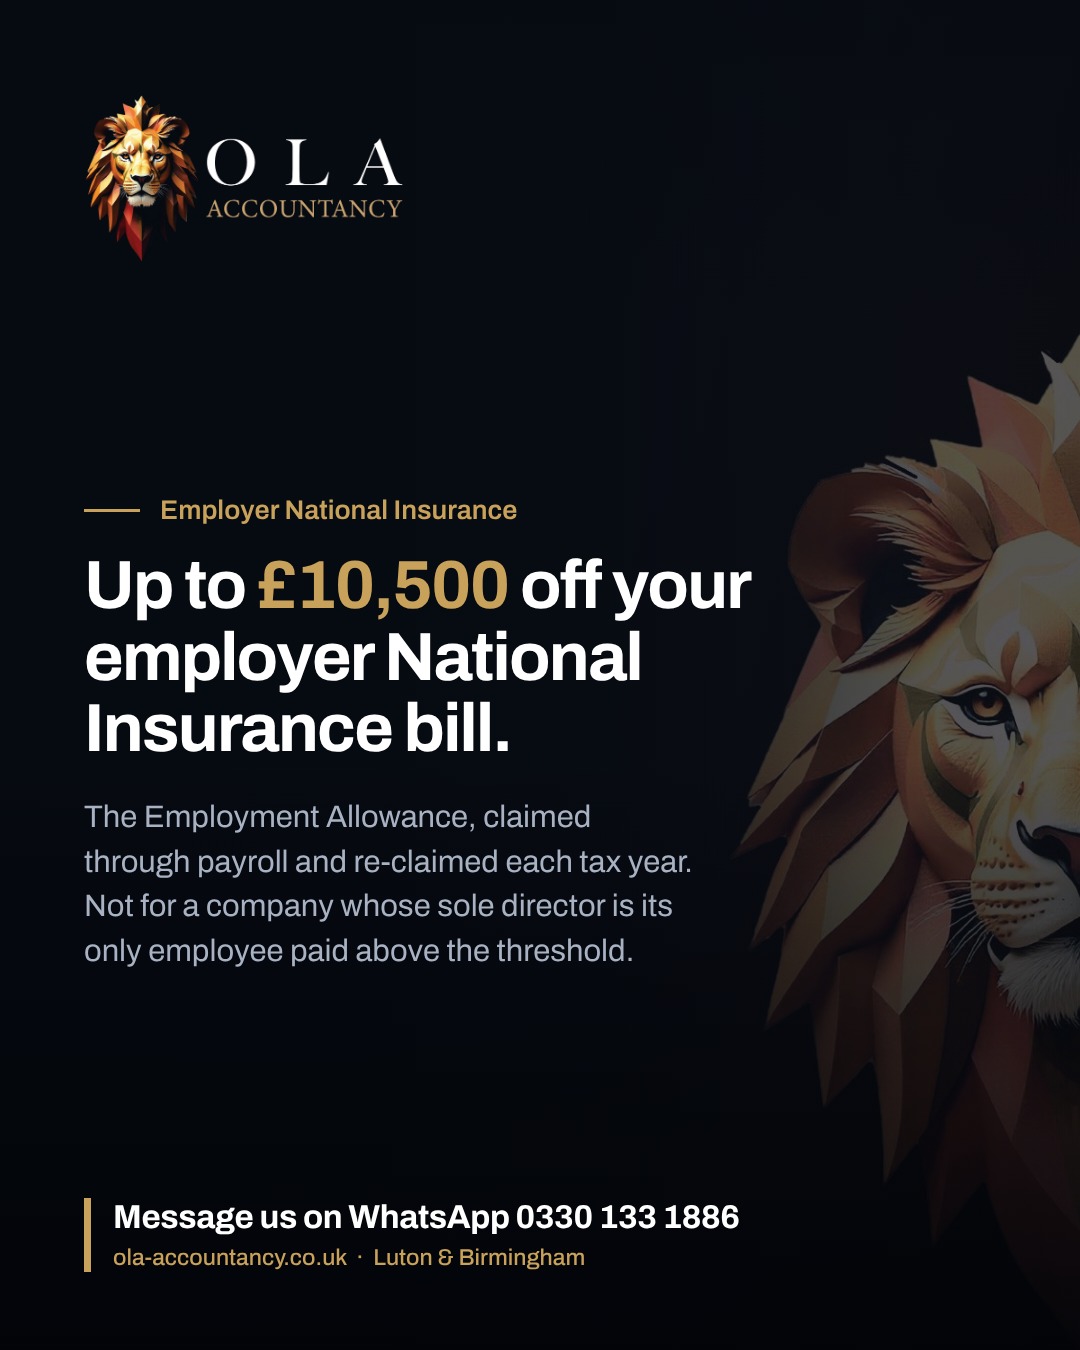 OLA
ACCOUNTANCY
Employer National Insurance
Up to £10,500 off your
employer National
Insurance bill.
The Employment Allowance, claimed
through payroll and re-claimed each tax year.
Not for a company whose sole director is its
only employee paid above the threshold.
Message us on WhatsApp 0330 133 1886
ola-accountancy.co.uk · Luton & Birmingham